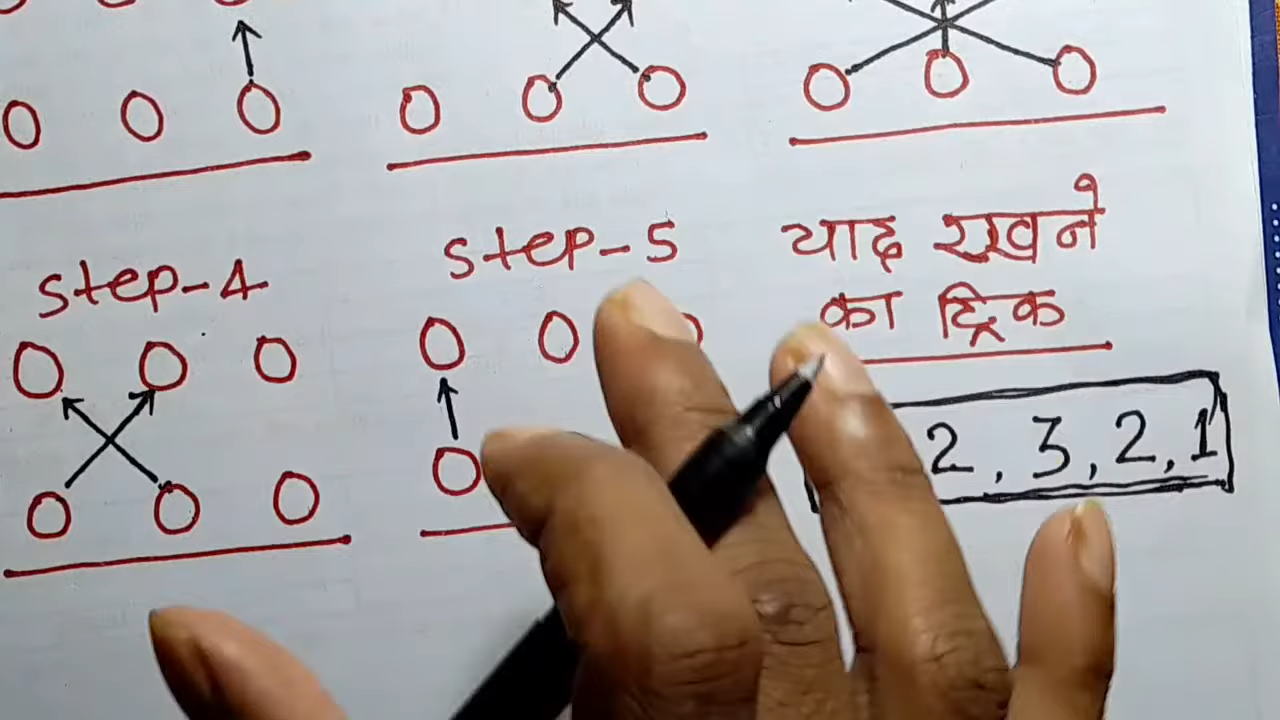 step-4
step-5
याद रखने
का ट्रिक
2, 3, 2, 1